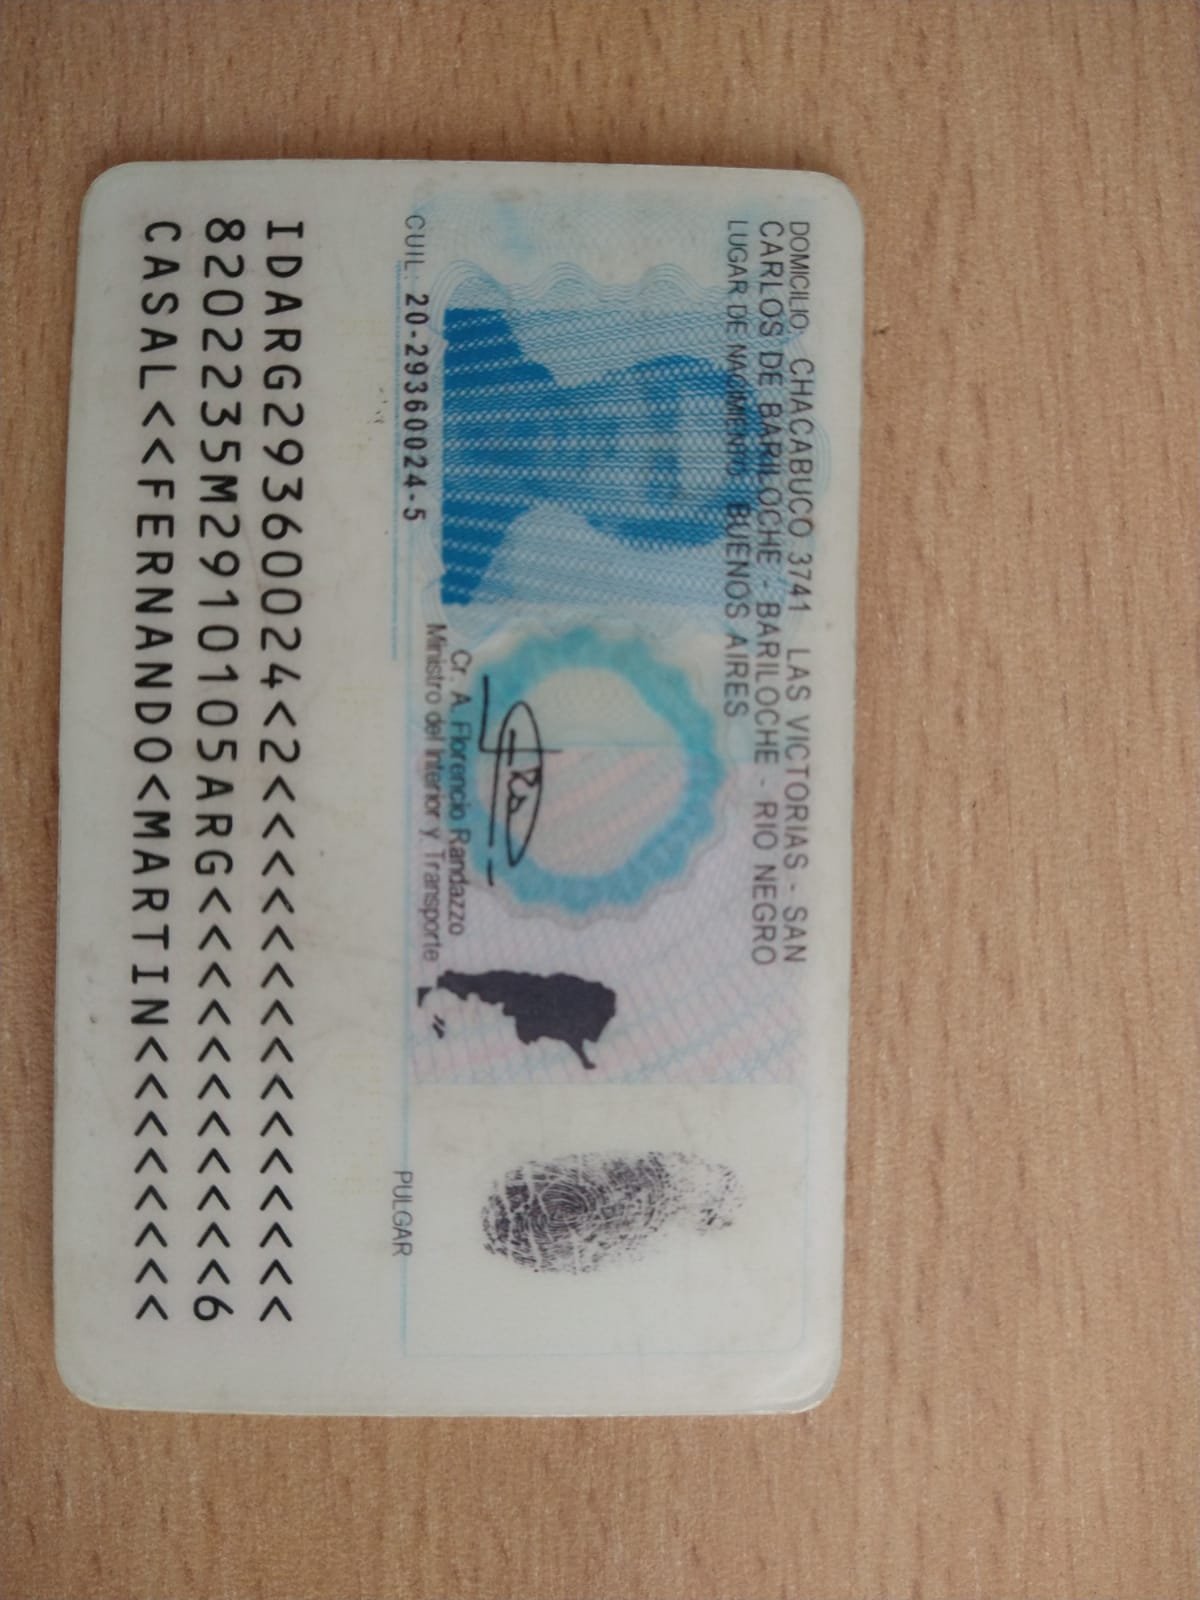 DOMICILIO: CHACABUCO 3741 LAS VICTORIAS - SAN
CARLOS DE BARILOCHE - BARILOCHE - RIO NEGRO
LUGAR DE NACIMIENTO: BUENOS AIRES
Cr. A. Florencio Randazzo
Ministro del Interior y Transporte
CUIL: 20-29360024-5
PULGAR
IDARG29360024<2<<<<<<<<<<<<<<<
8202235M2910105ARG<<<<<<<<<<<6
CASAL<<FERNANDO<MARTIN<<<<<<<<